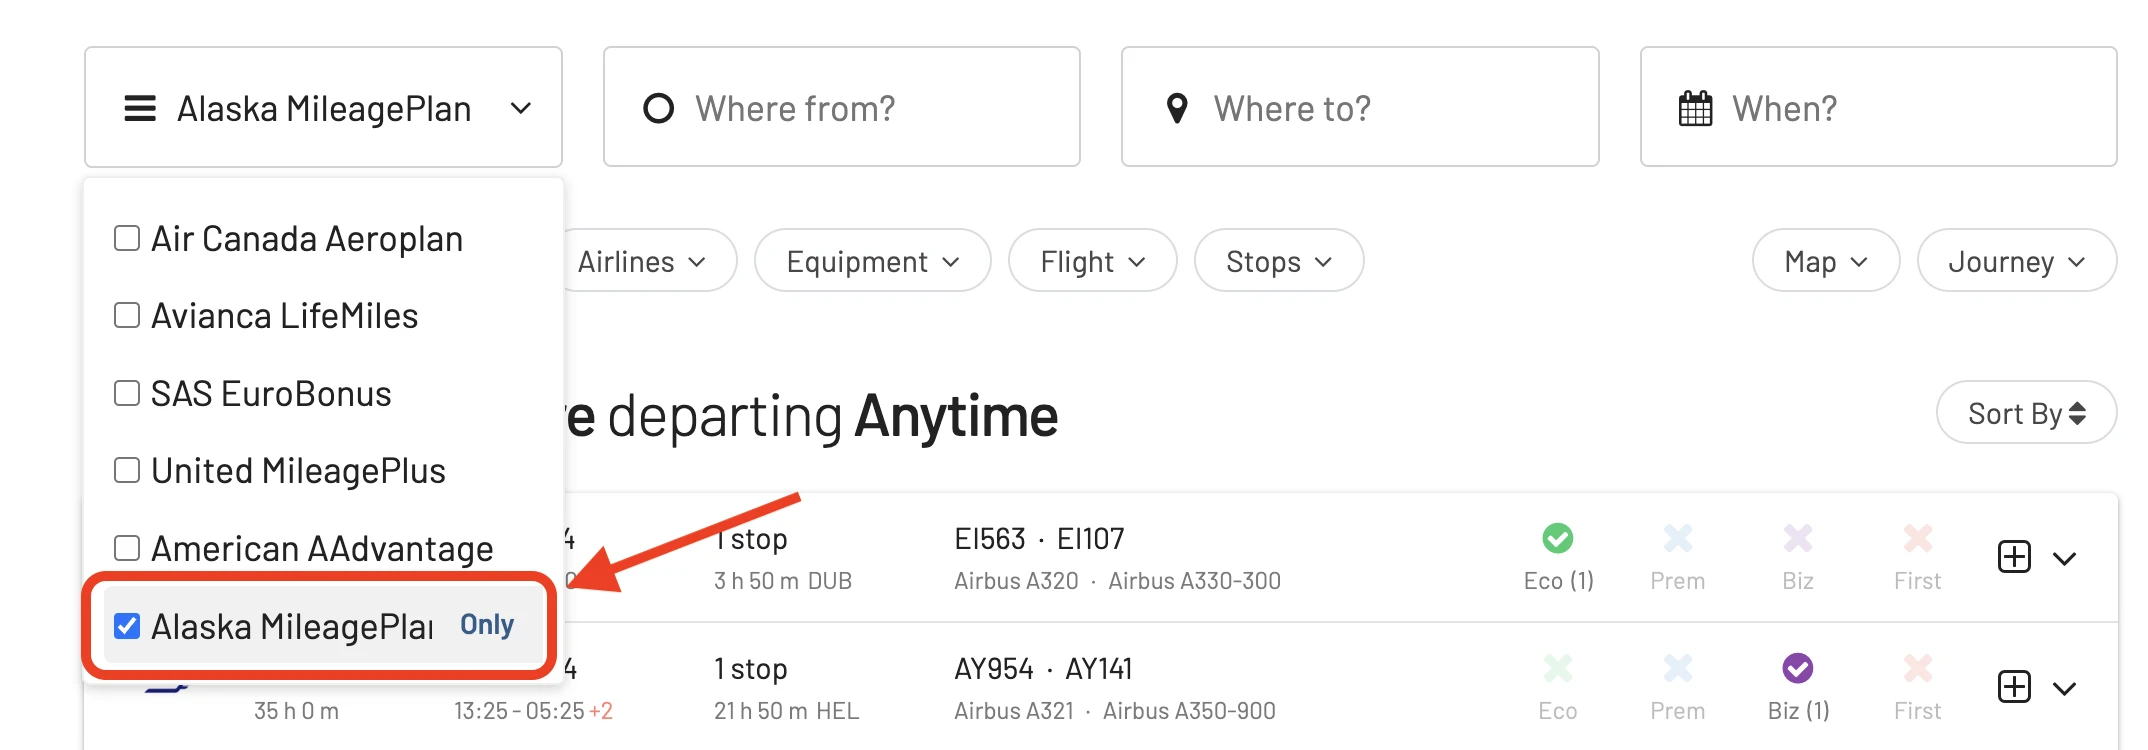 Alaska MileagePlan
Where from?
Where to?
When?
Air Canada Aeroplan
Avianca LifeMiles
SAS EuroBonus
United MileagePlus
American AAdvantage
Alaska MileagePlan Only
Airlines
Equipment
Flight
Stops
Map
Journey
departing Anytime
Sort By
1 stop
EI563 · EI107
3 h 50 m DUB
Airbus A320 · Airbus A330-300
Eco (1)
Prem
Biz
First
1 stop
AY954 · AY141
35 h 0 m
13:25 - 05:25 +2
21 h 50 m HEL
Airbus A321 · Airbus A350-900
Eco
Prem
Biz (1)
First